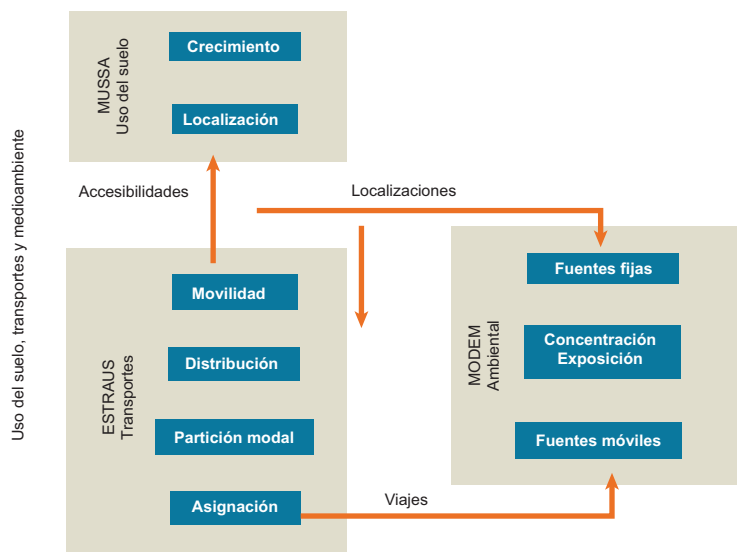 Uso del suelo, transportes y medioambiente
MUSSA
Uso del suelo
Crecimiento
Localización
Accesibilidades
Localizaciones
ESTRAUS
Transportes
Movilidad
Distribución
Partición modal
Asignación
Viajes
MODEM
Ambiental
Fuentes fijas
Concentración
Exposición
Fuentes móviles